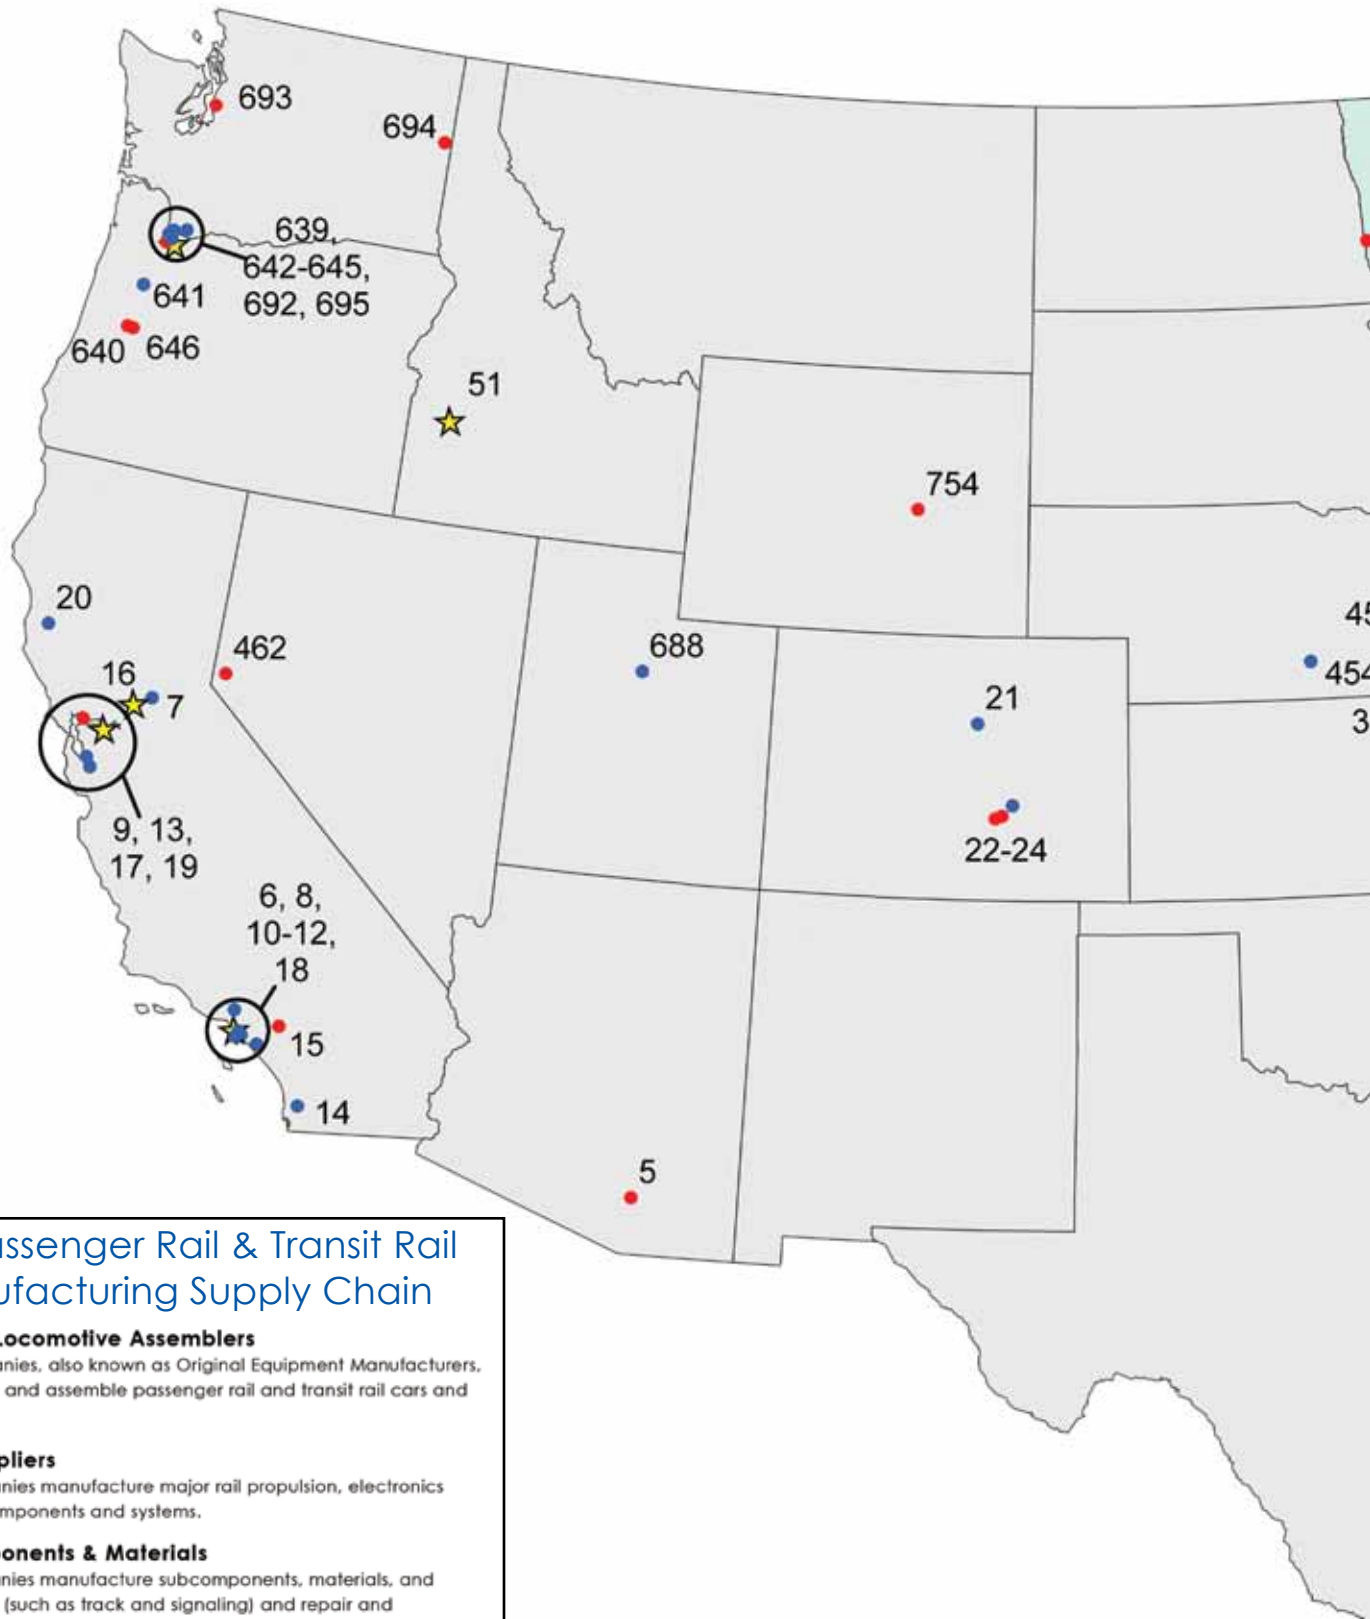 693
694
639,
642-645,
692, 695
641
640 646
51
754
20
462
688
16
7
21
45
454
3
22-24
9, 13,
17, 19
6, 8,
10-12,
18
15
14
5
ssenger Rail & Transit Rail
ufacturing Supply Chain
Locomotive Assemblers
anies, also known as Original Equipment Manufacturers,
and assemble passenger rail and transit rail cars and
pliers
nies manufacture major rail propulsion, electronics
mponents and systems.
onents & Materials
nies manufacture subcomponents, materials, and
(such as track and signaling) and repair and